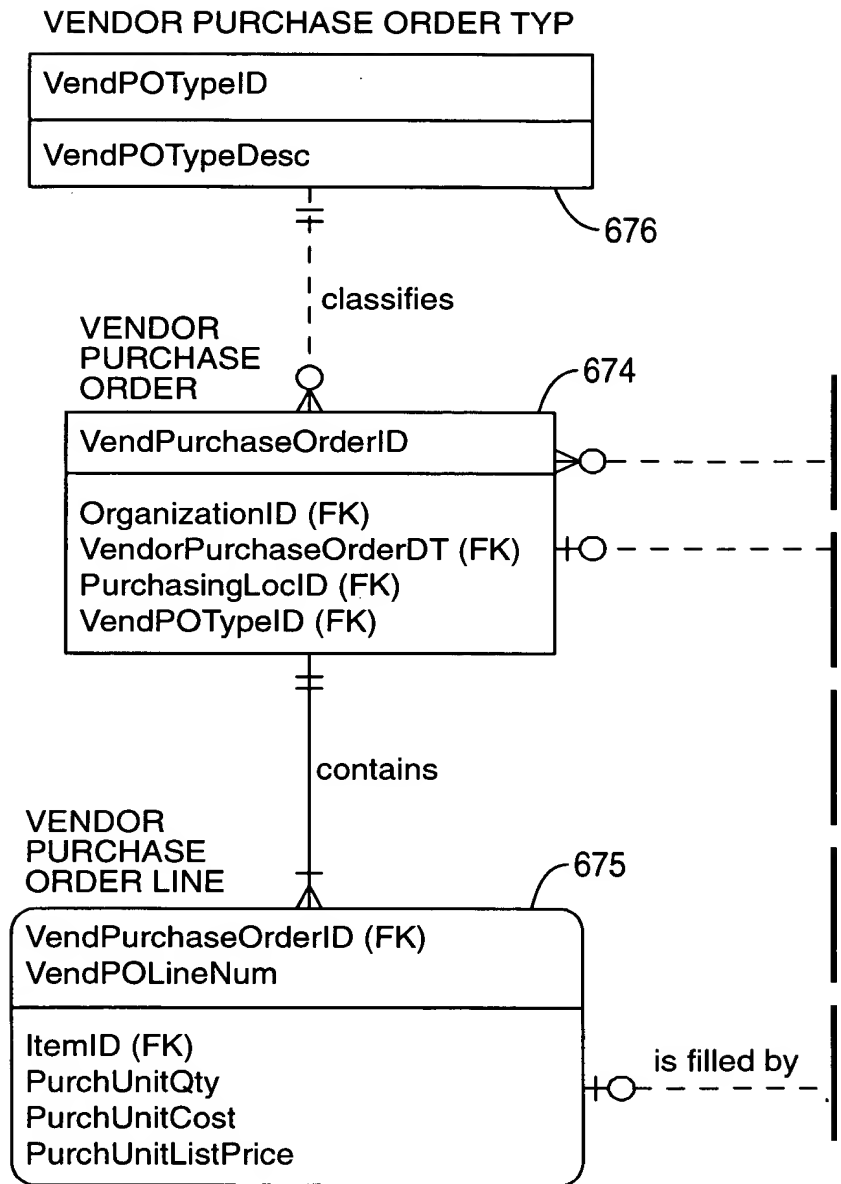 VENDOR PURCHASE ORDER TYP
VendPOTypeID
VendPOTypeDesc
676
classifies
VENDOR
PURCHASE
ORDER
674
VendPurchaseOrderID
OrganizationID (FK)
VendorPurchaseOrderDT (FK)
PurchasingLocID (FK)
VendPOTypeID (FK)
contains
VENDOR
PURCHASE
ORDER LINE
675
VendPurchaseOrderID (FK)
VendPOLineNum
ItemID (FK)
PurchUnitQty
PurchUnitCost
PurchUnitListPrice
is filled by